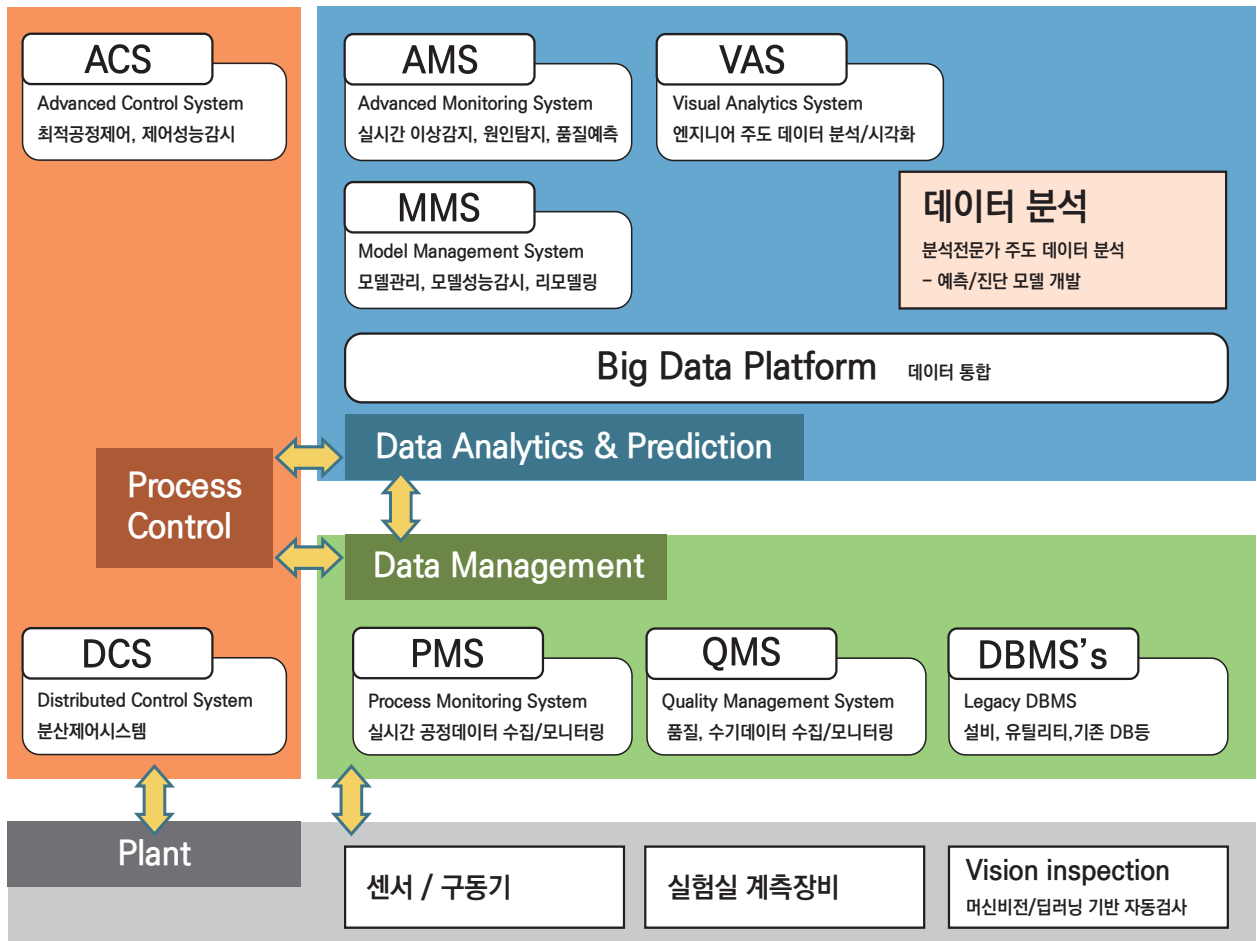 ACS
Advanced Control System
최적공정제어, 제어성능감시
AMS
Advanced Monitoring System
실시간 이상감지, 원인탐지, 품질예측
VAS
Visual Analytics System
엔지니어 주도 데이터 분석/시각화
MMS
Model Management System
모델관리, 모델성능감시, 리모델링
데이터 분석
분석전문가 주도 데이터 분석
– 예측/진단 모델 개발
Big Data Platform 데이터 통합
Data Analytics & Prediction
Process
Control
Data Management
DCS
Distributed Control System
분산제어시스템
PMS
Process Monitoring System
실시간 공정데이터 수집/모니터링
QMS
Quality Management System
품질, 수기데이터 수집/모니터링
DBMS's
Legacy DBMS
설비, 유틸리티,기존 DB등
Plant
센서 / 구동기
실험실 계측장비
Vision inspection
머신비전/딥러닝 기반 자동검사